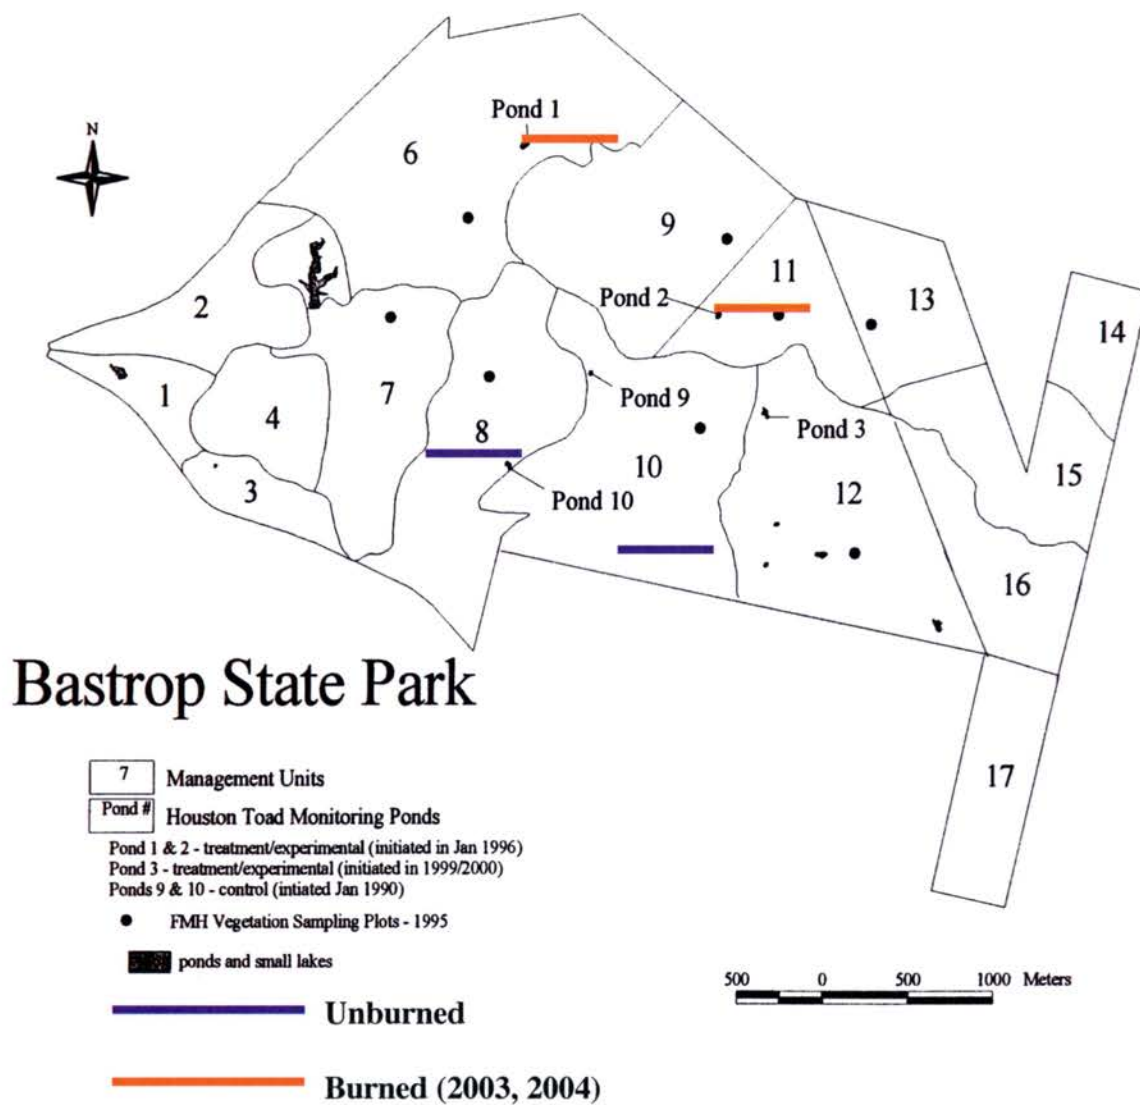 Pond 1
N
6
9
11
13
2
Pond 2
14
1
4
7
8
Pond 9
Pond 3
3
10
Pond 10
12
15
16
Bastrop State Park
17
7 Management Units
Pond # Houston Toad Monitoring Ponds
Pond 1 & 2 - treatment/experimental (initiated in Jan 1996)
Pond 3 - treatment/experimental (initiated in 1999/2000)
Ponds 9 & 10 - control (intiated Jan 1990)
FMH Vegetation Sampling Plots - 1995
ponds and small lakes
500 0 500 1000 Meters
Unburned
Burned (2003, 2004)